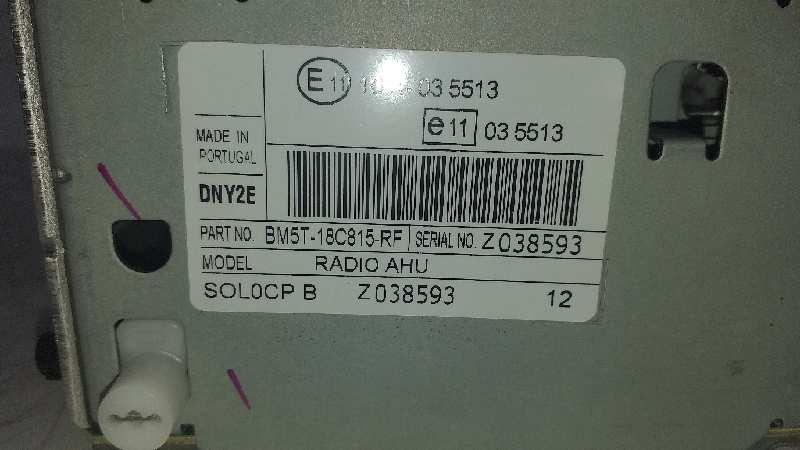 E 11 03 5513
e11 03 5513
MADE IN
PORTUGAL
DNY2E
PART NO. BM5T-18C815-RF SERIAL NO. Z038593
MODEL RADIO AHU
SOL0CP B Z038593 12